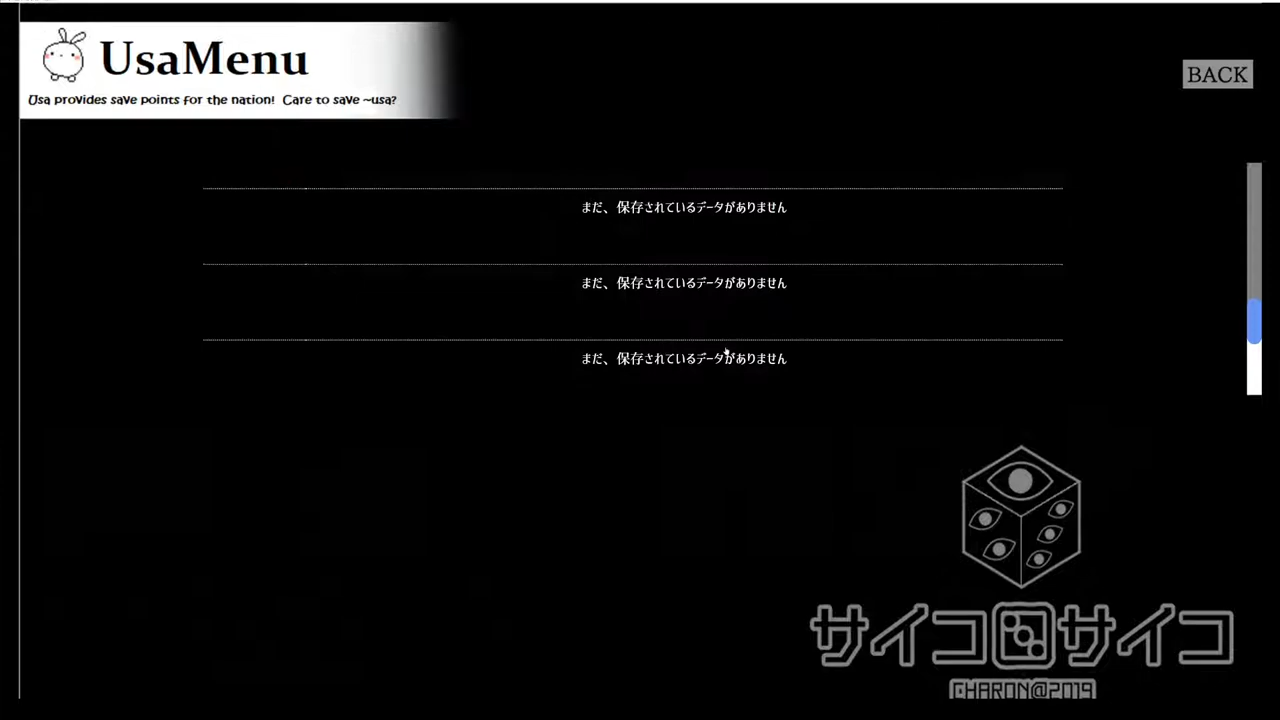 UsaMenu
Usa provides save points for the nation! Care to save ~usa?
BACK
まだ、保存されているデータがありません
まだ、保存されているデータがありません
まだ、保存されているデータがありません
サイコロサイコ
CHARON@2019